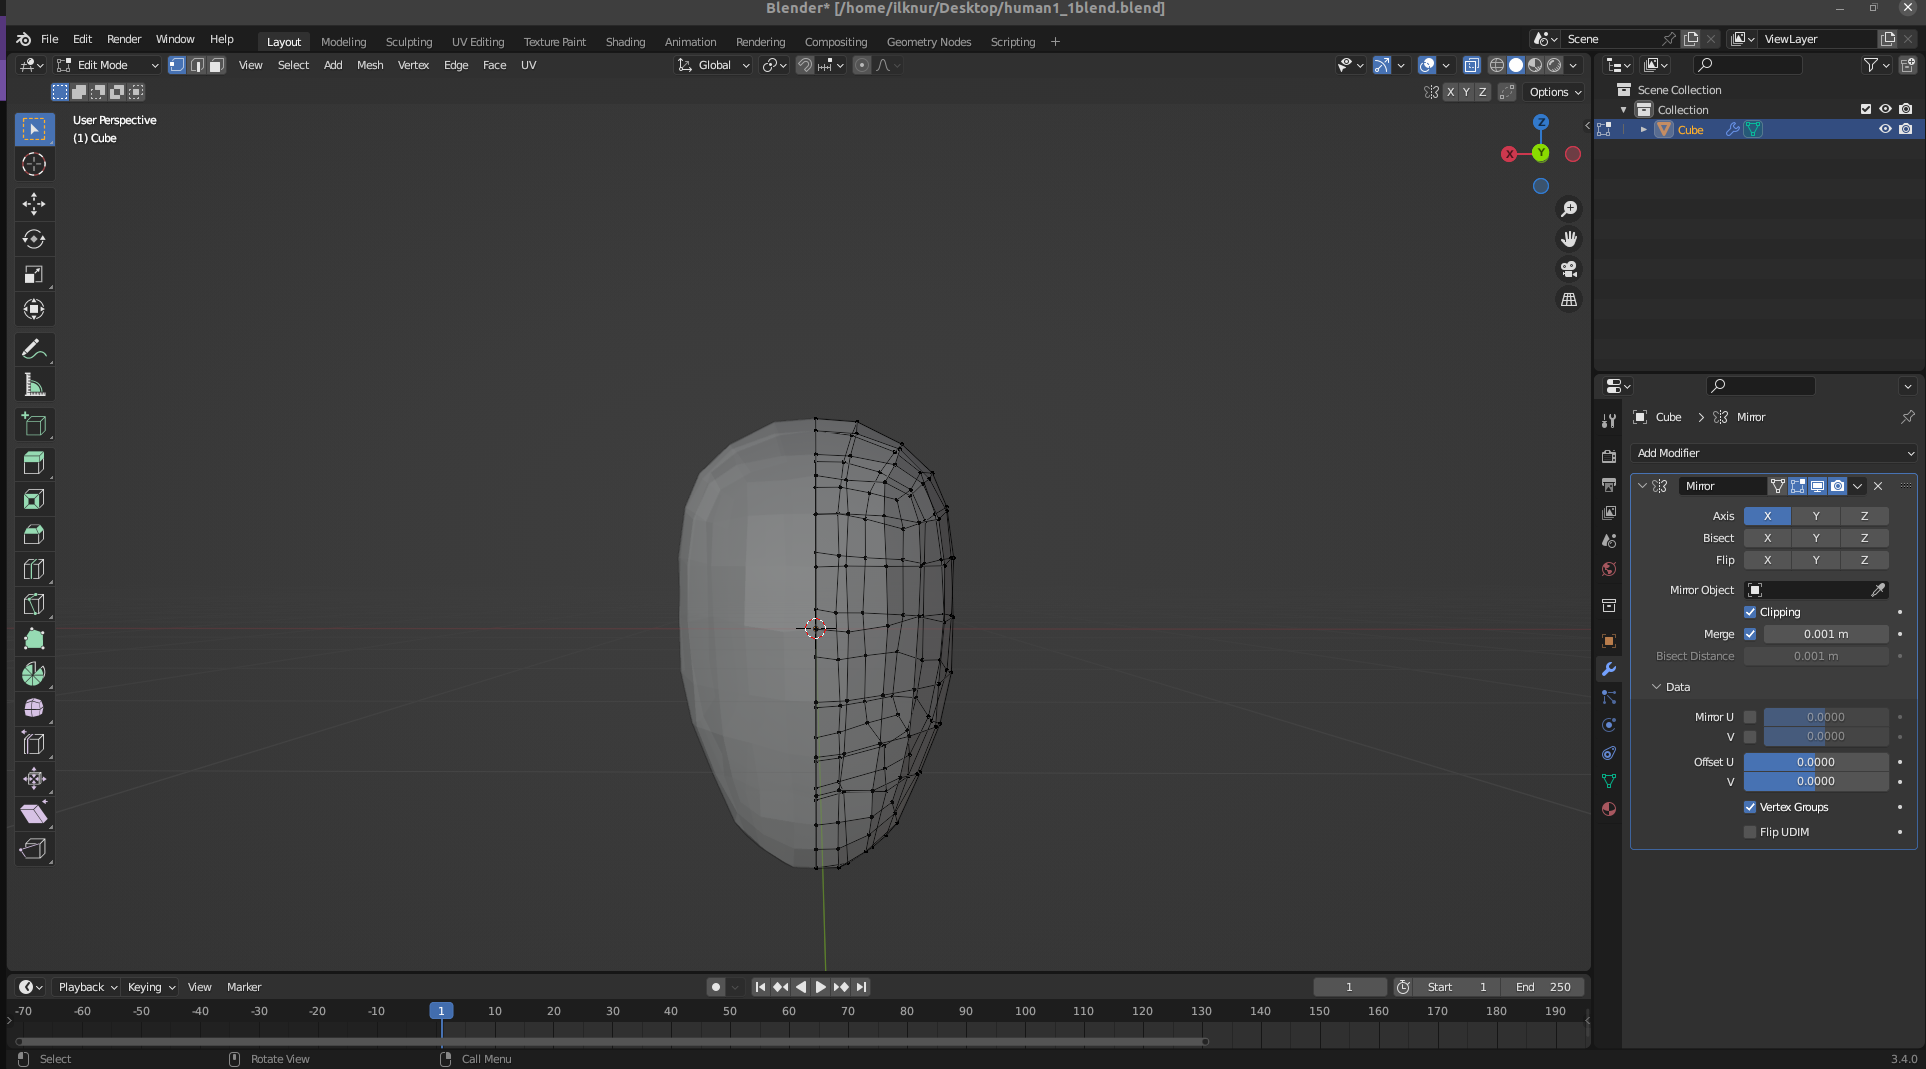 Blender* [/home/ilknur/Desktop/human1_1blend.blend]
File Edit Render Window Help Layout Modeling Sculpting UV Editing Texture Paint Shading Animation Rendering Compositing Geometry Nodes Scripting + Scene ViewLayer
Edit Mode View Select Add Mesh Vertex Edge Face UV Global
X Y Z Options
Scene Collection
Collection
Cube
User Perspective
(1) Cube
Z
X Y
Cube > Mirror
Add Modifier
Mirror
Axis X Y Z
Bisect X Y Z
Flip X Y Z
Mirror Object
Clipping
Merge 0.001 m
Bisect Distance 0.001 m
Data
Mirror U 0.0000
V 0.0000
Offset U 0.0000
V 0.0000
Vertex Groups
Flip UDIM
Playback Keying View Marker 1 Start 1 End 250
-70 -60 -50 -40 -30 -20 -10 1 10 20 30 40 50 60 70 80 90 100 110 120 130 140 150 160 170 180 190
Select Rotate View Call Menu 3.4.0